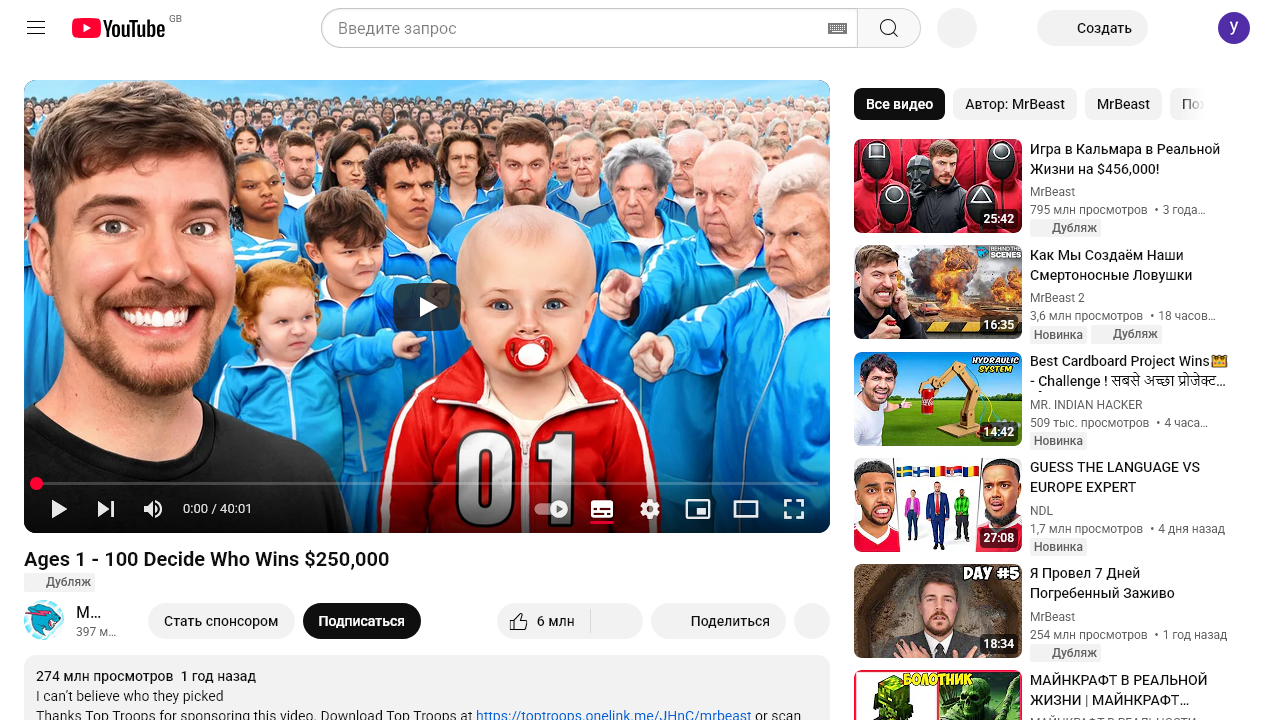 YouTube
GB
Введите запрос
Создать
У
01
0:00 / 40:01
Ages 1 - 100 Decide Who Wins $250,000
Дубляж
M…
397 м…
Стать спонсором
Подписаться
6 млн
Поделиться
274 млн просмотров 1 год назад
I can't believe who they picked
Thanks Top Troops for sponsoring this video. Download Top Troops at https://toptroops.onelink.me/JHnC/mrbeast or scan
Все видео
Автор: MrBeast
MrBeast
25:42
Игра в Кальмара в Реальной
Жизни на $456,000!
MrBeast
795 млн просмотров • 3 года…
Дубляж
BEHIND THE
SCENES
16:35
Как Мы Создаём Наши
Смертоносные Ловушки
MrBeast 2
3,6 млн просмотров • 18 часов…
Новинка
Дубляж
HYDRAULIC
SYSTEM
14:42
Best Cardboard Project Wins👑
- Challenge ! सबसे अच्छा प्रोजेक्ट…
MR. INDIAN HACKER
509 тыс. просмотров • 4 часа…
Новинка
27:08
GUESS THE LANGUAGE VS
EUROPE EXPERT
NDL
1,7 млн просмотров • 4 дня назад
Новинка
DAY #5
18:34
Я Провел 7 Дней
Погребенный Заживо
MrBeast
254 млн просмотров • 1 год назад
Дубляж
БОЛОТНИК
МАЙНКРАФТ В РЕАЛЬНОЙ
ЖИЗНИ | МАЙНКРАФТ…
МАЙНКРАФТ В РЕАЛЬНОСТИ